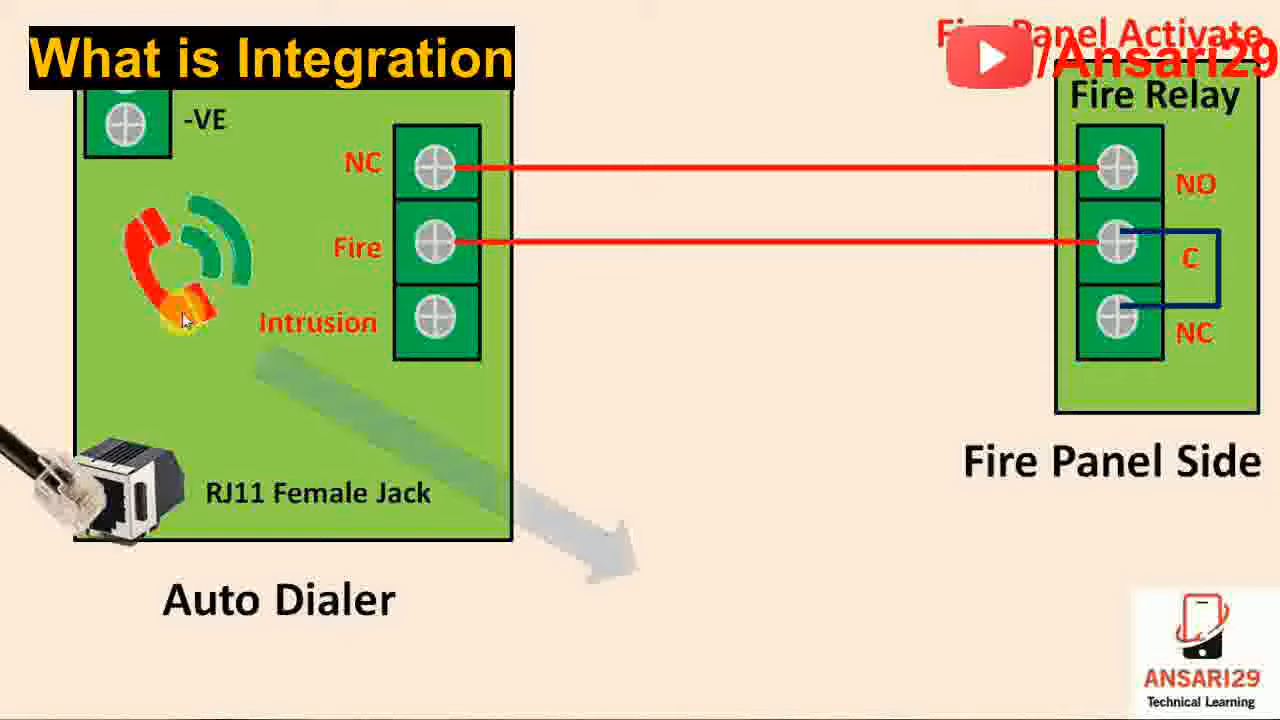 What is Integration
Fire Panel Activate
/Ansari29
Fire Relay
-VE
NC
Fire
Intrusion
NO
C
NC
RJ11 Female Jack
Auto Dialer
Fire Panel Side
ANSARI29
Technical Learning